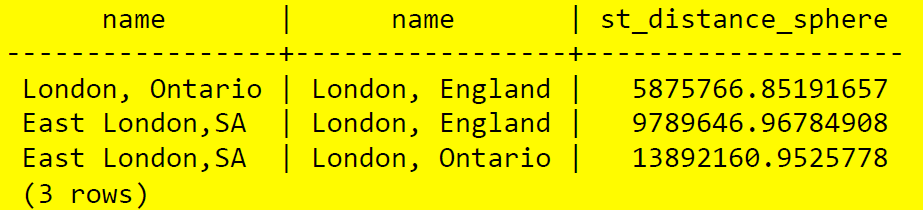 name | name | st_distance_sphere
-----------------+-----------------+---------------------
London, Ontario | London, England | 5875766.85191657
East London,SA | London, England | 9789646.96784908
East London,SA | London, Ontario | 13892160.9525778
(3 rows)